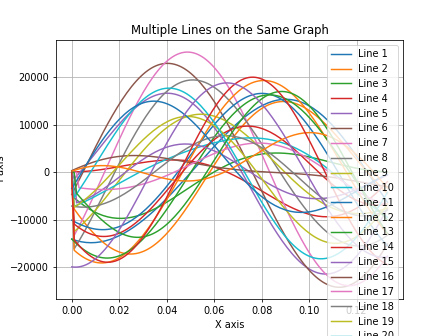 Multiple Lines on the Same Graph
20000
10000
0
−10000
−20000
axis
0.00
0.02
0.04
0.06
0.08
0.10
X axis
Line 1
Line 2
Line 3
Line 4
Line 5
Line 6
Line 7
Line 8
Line 9
Line 10
Line 11
Line 12
Line 13
Line 14
Line 15
Line 16
Line 17
Line 18
Line 19
Line 20